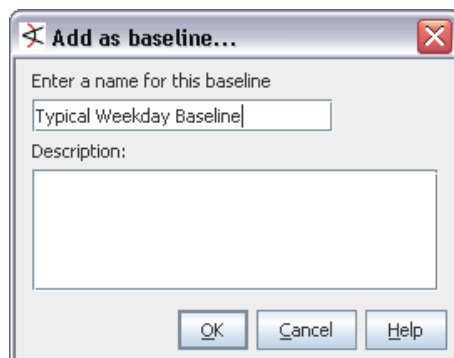 Add as baseline...
Enter a name for this baseline
Typical Weekday Baseline
Description:
OK Cancel Help